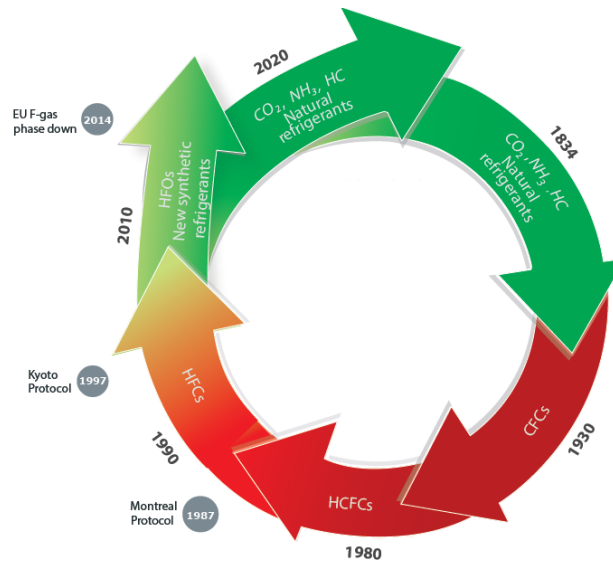 2020
CO₂, NH₃, HC
Natural
refrigerants
1834
CO₂, NH₃, HC
Natural
refrigerants
EU F-gas
phase down
2014
HFOs
New synthetic
refrigerants
2010
Kyoto
Protocol
1997
HFCs
1990
CFCs
1930
Montreal
Protocol
1987
HCFCs
1980